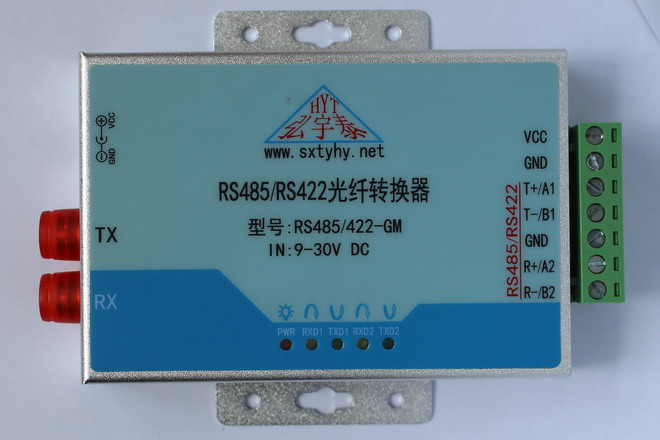 HYT
弘宇泰
www.sxtyhy.net
RS485/RS422光纤转换器
型号:RS485/422-GM
IN:9-30V DC
VCC
GND
TX
RX
VCC
GND
T+/A1
T-/B1
GND
R+/A2
R-/B2
RS485/RS422
PWR RXD1 TXD1 RXD2 TXD2